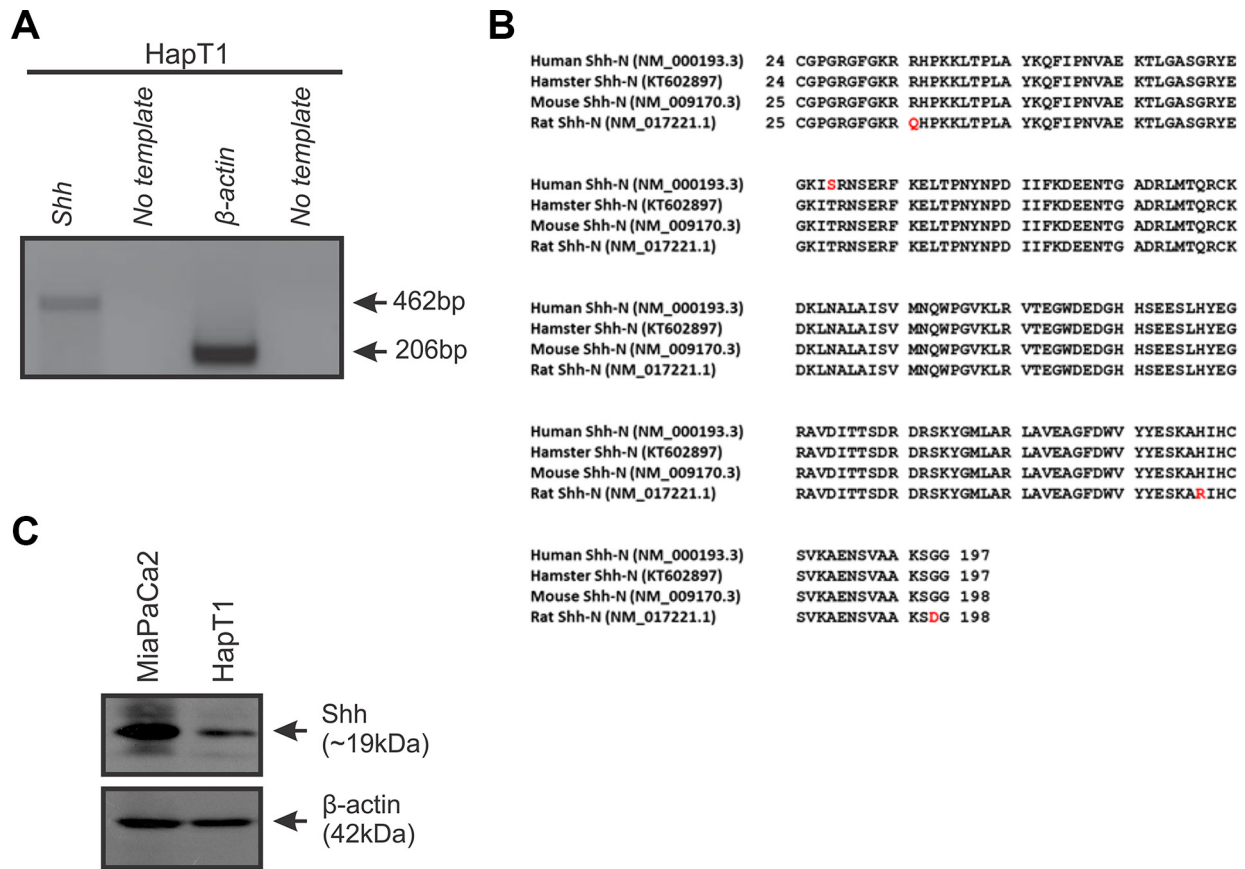 A
HapT1
Shh
No template
β-actin
No template
462bp
206bp
B
Human Shh-N (NM_000193.3) 24 CGPGRGFGKR RHPKKLTPLA YKQFIPNVAE KTLGASGRYE
Hamster Shh-N (KT602897) 24 CGPGRGFGKR RHPKKLTPLA YKQFIPNVAE KTLGASGRYE
Mouse Shh-N (NM_009170.3) 25 CGPGRGFGKR RHPKKLTPLA YKQFIPNVAE KTLGASGRYE
Rat Shh-N (NM_017221.1) 25 CGPGRGFGKR QHPKKLTPLA YKQFIPNVAE KTLGASGRYE
Human Shh-N (NM_000193.3) GKISRNSERF KELTPNYNPD IIFKDEENTG ADRLMTQRCK
Hamster Shh-N (KT602897) GKITRNSERF KELTPNYNPD IIFKDEENTG ADRLMTQRCK
Mouse Shh-N (NM_009170.3) GKITRNSERF KELTPNYNPD IIFKDEENTG ADRLMTQRCK
Rat Shh-N (NM_017221.1) GKITRNSERF KELTPNYNPD IIFKDEENTG ADRLMTQRCK
Human Shh-N (NM_000193.3) DKLNALAISV MNQWPGVKLR VTEGWDEDGH HSEESLHYEG
Hamster Shh-N (KT602897) DKLNALAISV MNQWPGVKLR VTEGWDEDGH HSEESLHYEG
Mouse Shh-N (NM_009170.3) DKLNALAISV MNQWPGVKLR VTEGWDEDGH HSEESLHYEG
Rat Shh-N (NM_017221.1) DKLNALAISV MNQWPGVKLR VTEGWDEDGH HSEESLHYEG
Human Shh-N (NM_000193.3) RAVDITTSDR DRSKYGMLAR LAVEAGFDWV YYESKAHIHC
Hamster Shh-N (KT602897) RAVDITTSDR DRSKYGMLAR LAVEAGFDWV YYESKAHIHC
Mouse Shh-N (NM_009170.3) RAVDITTSDR DRSKYGMLAR LAVEAGFDWV YYESKAHIHC
Rat Shh-N (NM_017221.1) RAVDITTSDR DRSKYGMLAR LAVEAGFDWV YYESKARIHC
Human Shh-N (NM_000193.3) SVKAENSVAA KSGG 197
Hamster Shh-N (KT602897) SVKAENSVAA KSGG 197
Mouse Shh-N (NM_009170.3) SVKAENSVAA KSGG 198
Rat Shh-N (NM_017221.1) SVKAENSVAA KSDG 198
C
MiaPaCa2
HapT1
Shh
(~19kDa)
β-actin
(42kDa)